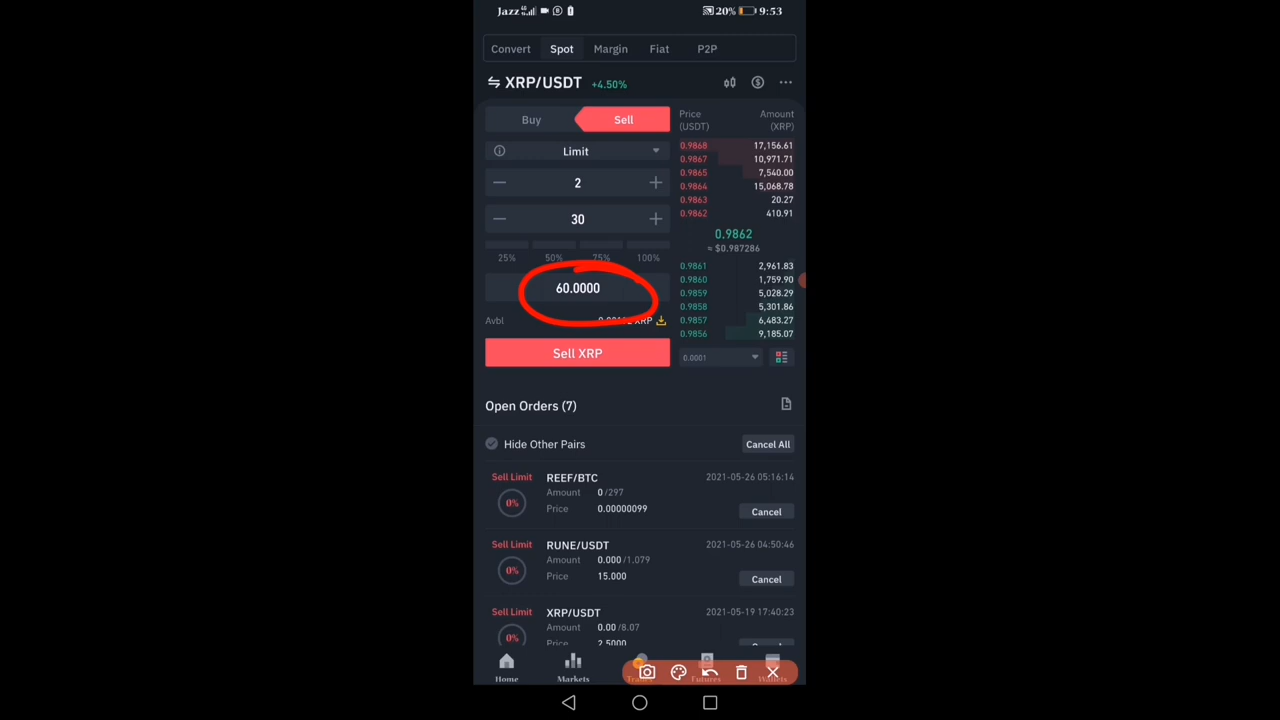 Jazz 20% 9:53
Convert Spot Margin Fiat P2P
XRP/USDT +4.50%
Buy Sell
Limit
2
30
25% 50% 75% 100%
60.0000
Avbl XRP
Sell XRP
Price (USDT) Amount (XRP)
0.9868 17,156.61
0.9867 10,971.71
0.9865 7,540.00
0.9864 15,068.78
0.9863 20.27
0.9862 410.91
0.9862
≈ $0.987286
0.9861 2,961.83
0.9860 1,759.90
0.9859 5,028.29
0.9858 5,301.86
0.9857 6,483.27
0.9856 9,185.07
0.0001
Open Orders (7)
Hide Other Pairs Cancel All
Sell Limit REEF/BTC 2021-05-26 05:16:14
0% Amount 0 /297
Price 0.00000099 Cancel
Sell Limit RUNE/USDT 2021-05-26 04:50:46
0% Amount 0.000 /1.079
Price 15.000 Cancel
Sell Limit XRP/USDT 2021-05-19 17:40:23
0% Amount 0.00 /8.07
Price 2.5000
Home Markets Trades Futures Wallets